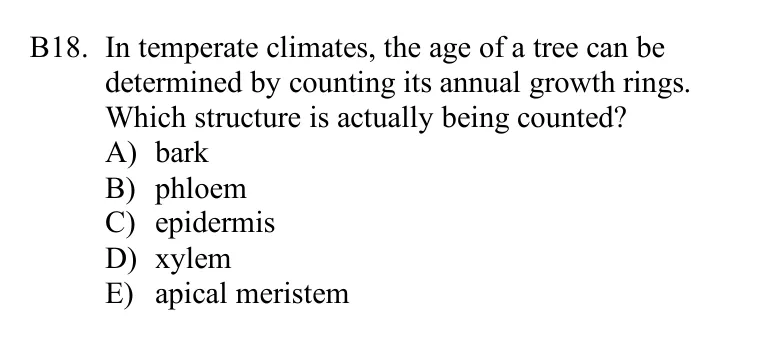 B18. In temperate climates, the age of a tree can be
determined by counting its annual growth rings.
Which structure is actually being counted?
A) bark
B) phloem
C) epidermis
D) xylem
E) apical meristem